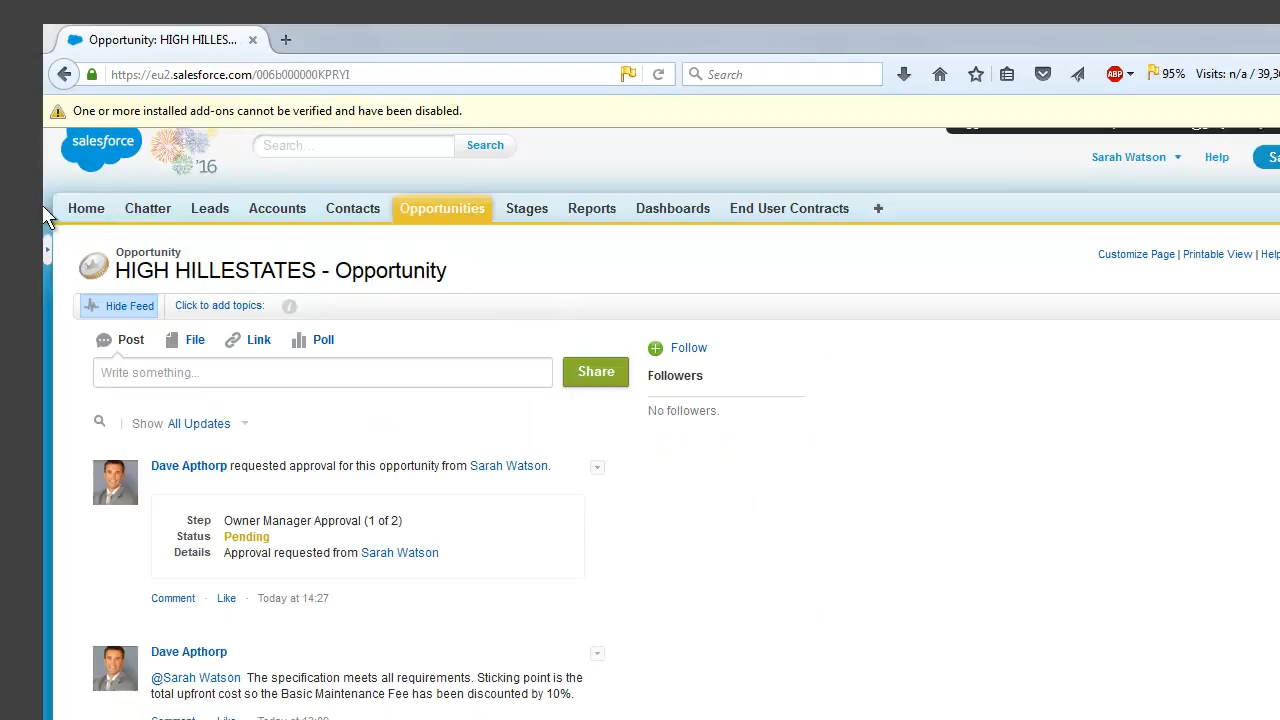 Opportunity: HIGH HILLES...
https://eu2.salesforce.com/006b000000KPRYI
Search
ABP
95%
Visits: n/a / 39,3
One or more installed add-ons cannot be verified and have been disabled.
salesforce
'16
Search...
Search
Sarah Watson
Help
Sa
Home
Chatter
Leads
Accounts
Contacts
Opportunities
Stages
Reports
Dashboards
End User Contracts
+
Opportunity
HIGH HILLESTATES - Opportunity
Customize Page | Printable View | Help
Hide Feed
Click to add topics:
Post
File
Link
Poll
Write something...
Share
Follow
Followers
No followers.
Show All Updates
Dave Apthorp requested approval for this opportunity from Sarah Watson.
Step Owner Manager Approval (1 of 2)
Status Pending
Details Approval requested from Sarah Watson
Comment · Like · Today at 14:27
Dave Apthorp
@Sarah Watson The specification meets all requirements. Sticking point is the
total upfront cost so the Basic Maintenance Fee has been discounted by 10%.